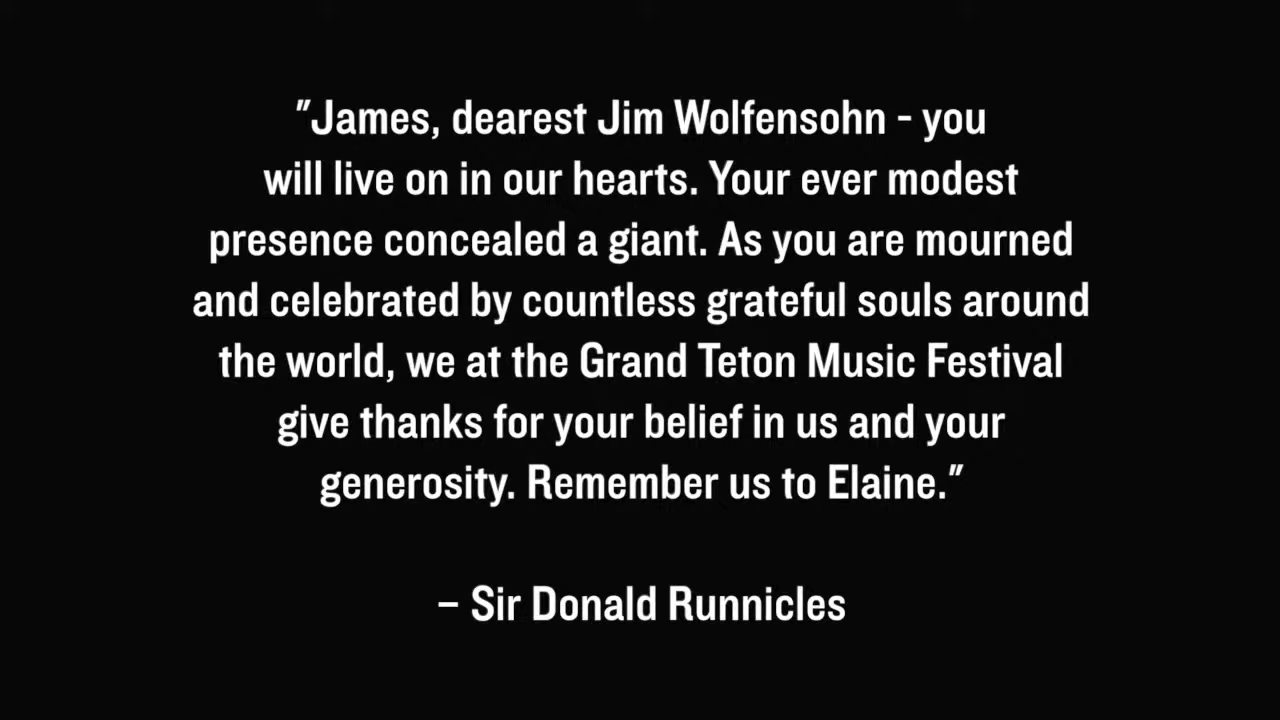 "James, dearest Jim Wolfensohn - you
will live on in our hearts. Your ever modest
presence concealed a giant. As you are mourned
and celebrated by countless grateful souls around
the world, we at the Grand Teton Music Festival
give thanks for your belief in us and your
generosity. Remember us to Elaine."
– Sir Donald Runnicles